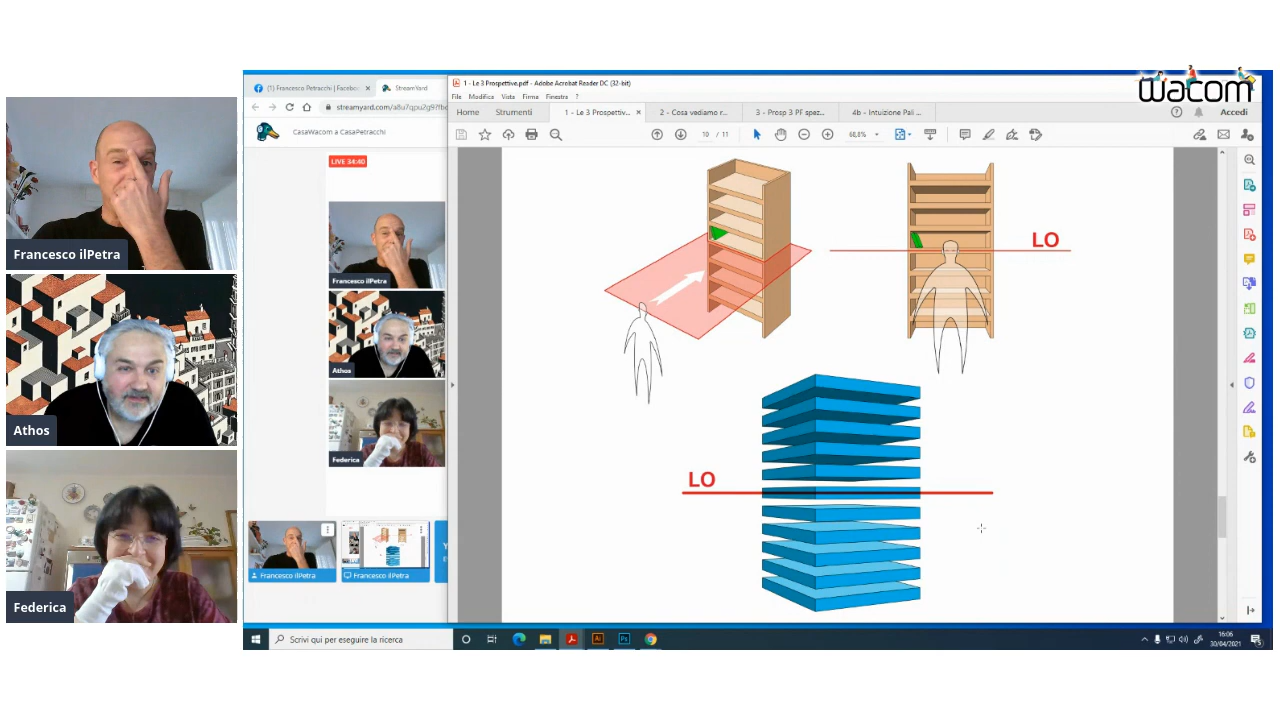 Francesco ilPetra
Athos
Federica
(1) Francesco Petracchi | Faceboo
StreamYard
CasaWacom a CasaPetracchi
LIVE 34:40
Francesco ilPetra
Athos
Federica
Francesco ilPetra
Francesco ilPetra
1 - Le 3 Prospettive.pdf - Adobe Acrobat Reader DC (32-bit)
File Modifica Vista Firma Finestra ?
Home Strumenti 1 - Le 3 Prospettiv... 2 - Cosa vediamo r... 3 - Prosp 3 PF spez... 4b - Intuizione Pali ... Accedi
10 / 11 68,8%
wacom
LO
LO
Scrivi qui per eseguire la ricerca
16:06
30/04/2021